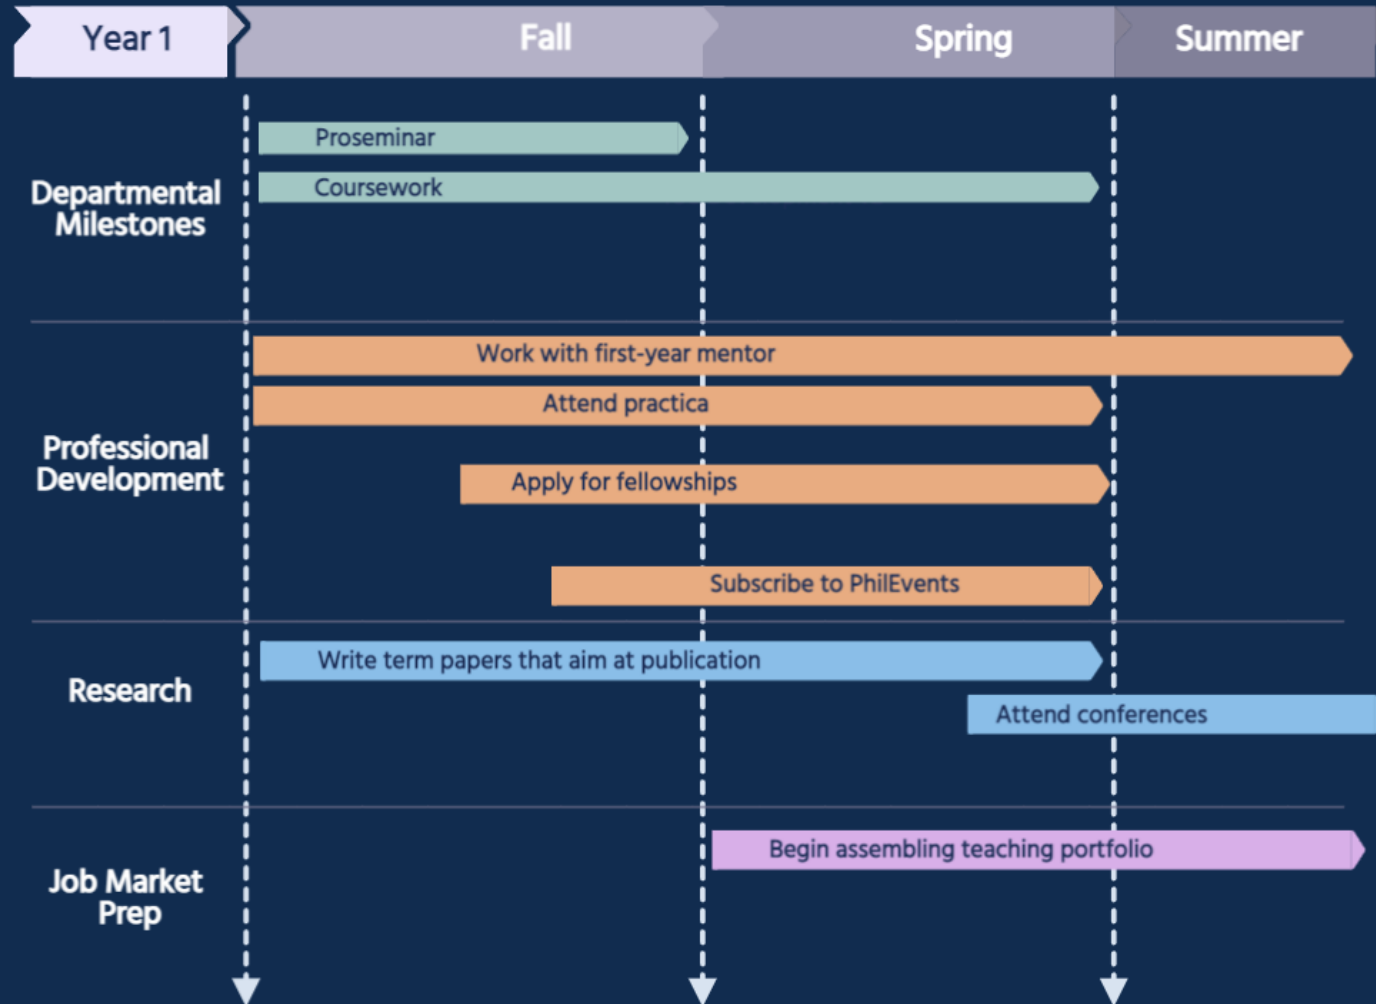 Year 1
Fall
Spring
Summer
Departmental
Milestones
Proseminar
Coursework
Professional
Development
Work with first-year mentor
Attend practica
Apply for fellowships
Subscribe to PhilEvents
Research
Write term papers that aim at publication
Attend conferences
Job Market
Prep
Begin assembling teaching portfolio